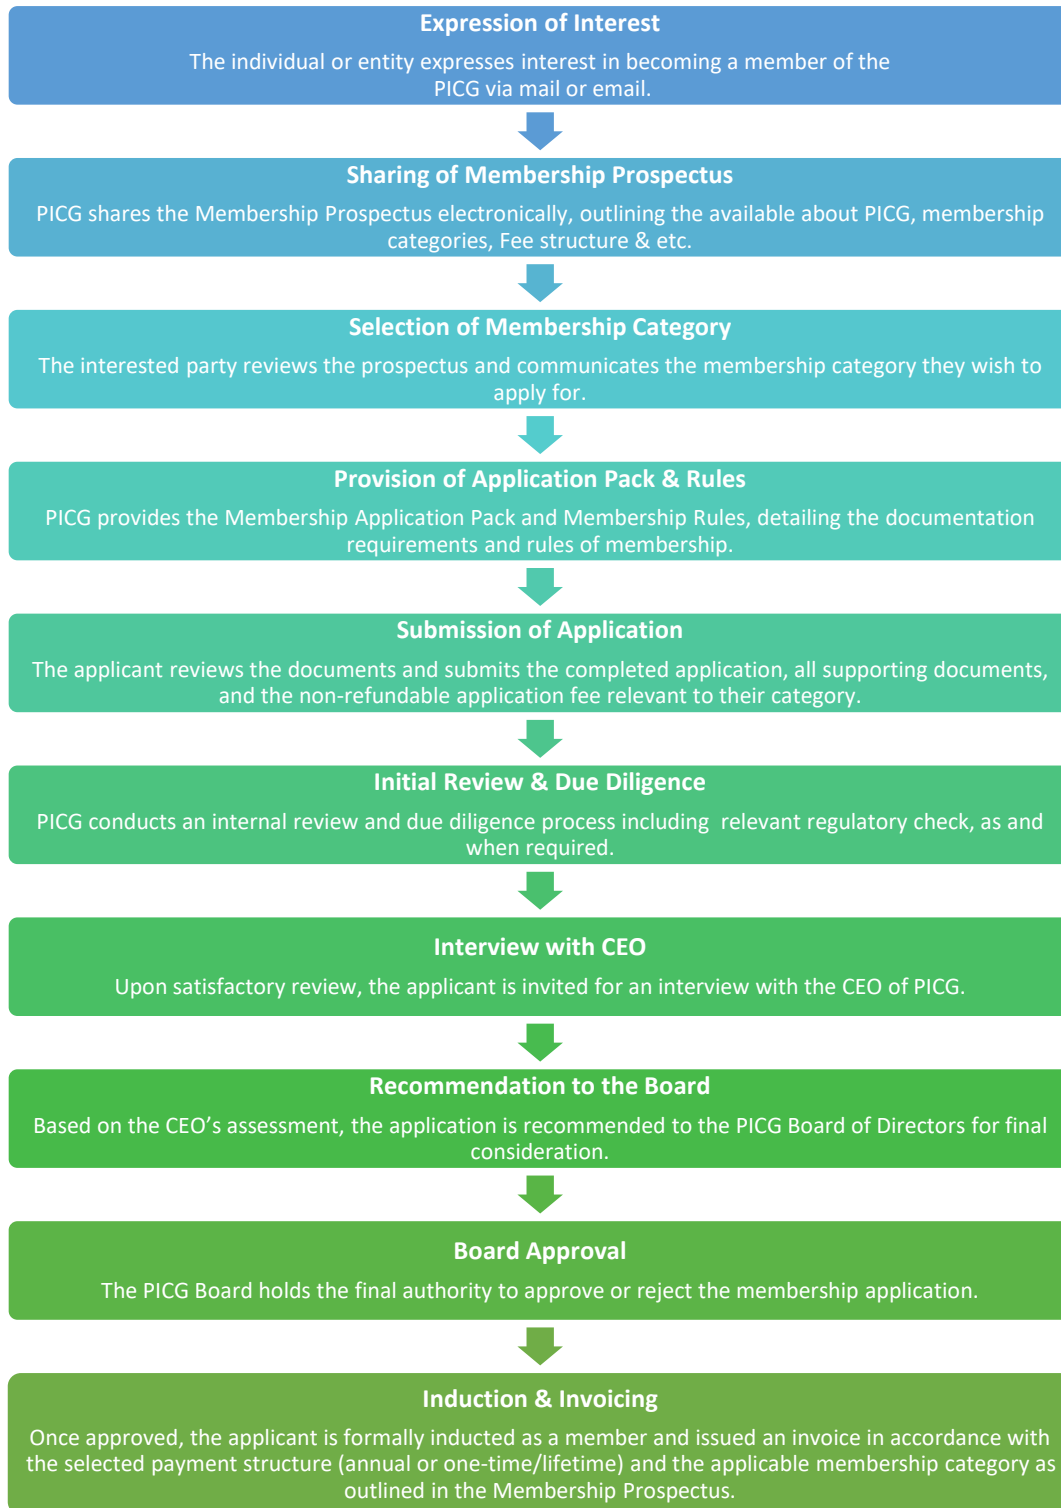 Expression of Interest
The individual or entity expresses interest in becoming a member of the
PICG via mail or email.
Sharing of Membership Prospectus
PICG shares the Membership Prospectus electronically, outlining the available about PICG, membership
categories, Fee structure & etc.
Selection of Membership Category
The interested party reviews the prospectus and communicates the membership category they wish to
apply for.
Provision of Application Pack & Rules
PICG provides the Membership Application Pack and Membership Rules, detailing the documentation
requirements and rules of membership.
Submission of Application
The applicant reviews the documents and submits the completed application, all supporting documents,
and the non-refundable application fee relevant to their category.
Initial Review & Due Diligence
PICG conducts an internal review and due diligence process including relevant regulatory check, as and
when required.
Interview with CEO
Upon satisfactory review, the applicant is invited for an interview with the CEO of PICG.
Recommendation to the Board
Based on the CEO’s assessment, the application is recommended to the PICG Board of Directors for final
consideration.
Board Approval
The PICG Board holds the final authority to approve or reject the membership application.
Induction & Invoicing
Once approved, the applicant is formally inducted as a member and issued an invoice in accordance with
the selected payment structure (annual or one-time/lifetime) and the applicable membership category as
outlined in the Membership Prospectus.